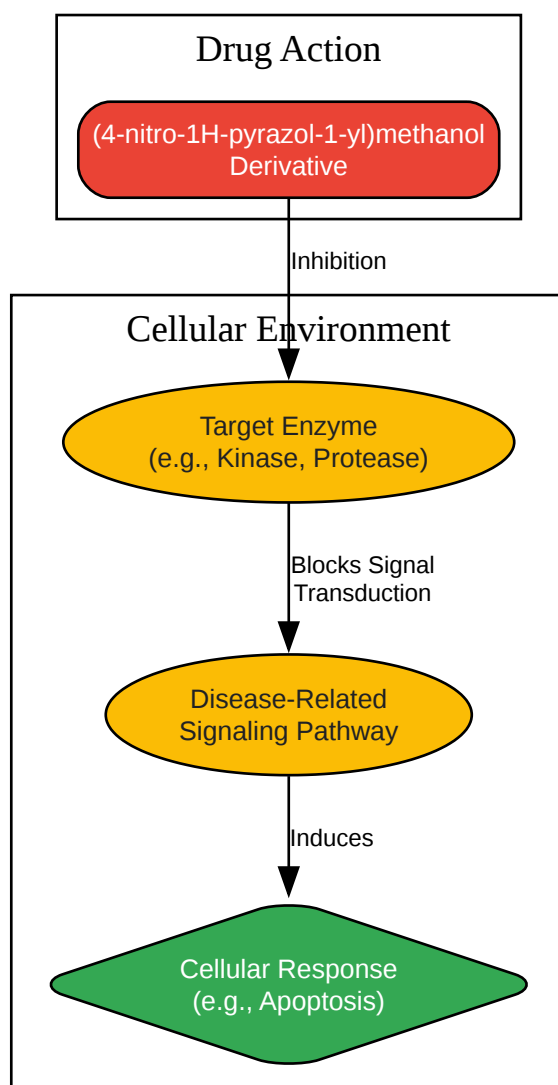 Drug Action
(4-nitro-1H-pyrazol-1-yl)methanol
Derivative
Inhibition
Cellular Environment
Target Enzyme
(e.g., Kinase, Protease)
Blocks Signal
Transduction
Disease-Related
Signaling Pathway
Induces
Cellular Response
(e.g., Apoptosis)